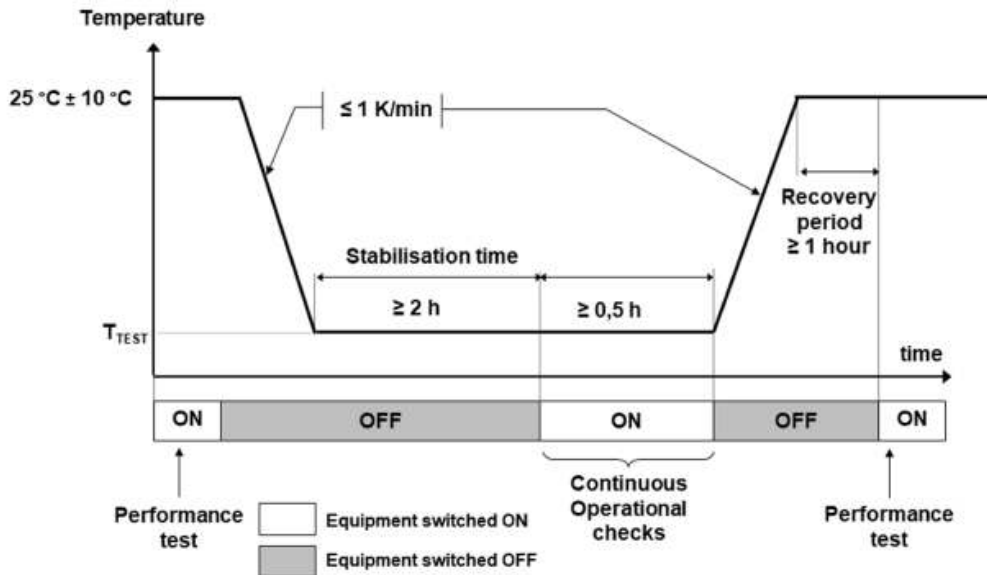 Temperature
25 °C ± 10 °C
≤ 1 K/min
Recovery
period
≥ 1 hour
Stabilisation time
≥ 2 h
≥ 0,5 h
TTEST
time
ON
OFF
ON
OFF
ON
Performance
test
Continuous
Operational
checks
Performance
test
Equipment switched ON
Equipment switched OFF